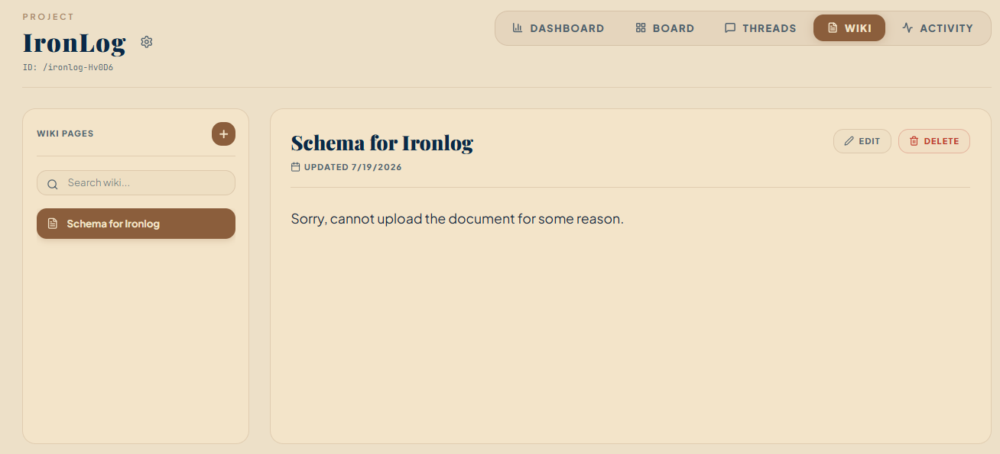 PROJECT
IronLog
ID: /ironlog-Hv0D6
DASHBOARD
BOARD
THREADS
WIKI
ACTIVITY
WIKI PAGES
Search wiki...
Schema for Ironlog
Schema for Ironlog
EDIT
DELETE
UPDATED 7/19/2026
Sorry, cannot upload the document for some reason.